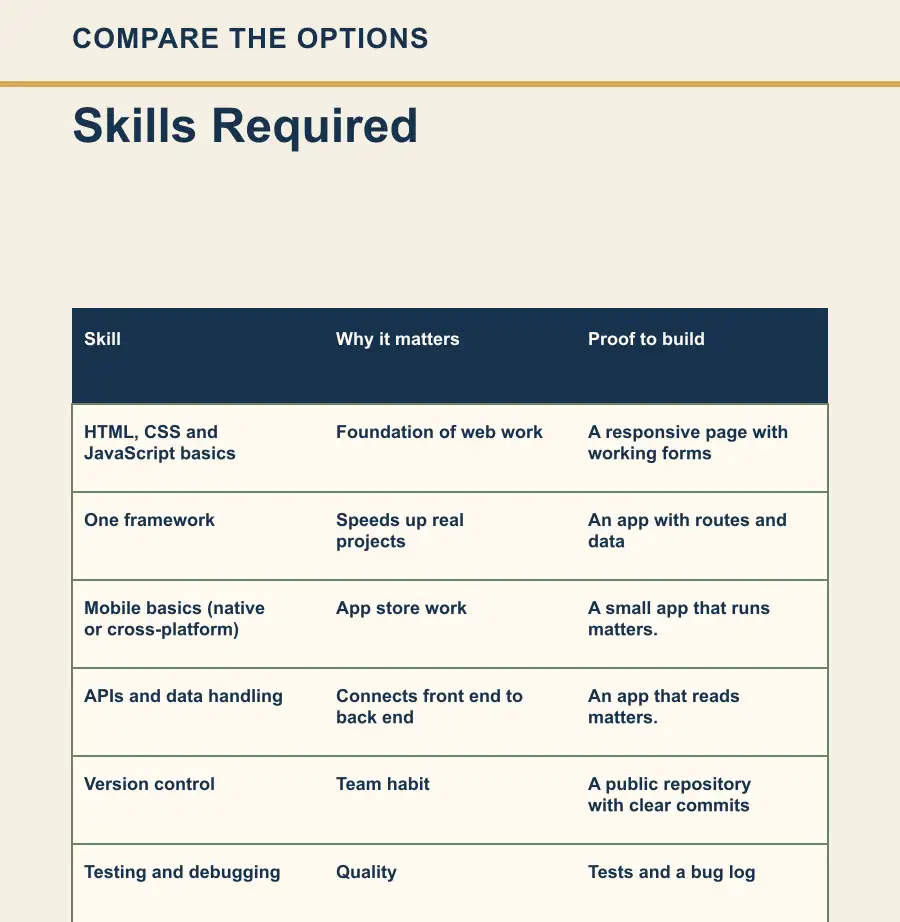 COMPARE THE OPTIONS
Skills Required
Skill
Why it matters
Proof to build
HTML, CSS and
JavaScript basics
Foundation of web work
A responsive page with
working forms
One framework
Speeds up real
projects
An app with routes and
data
Mobile basics (native
or cross-platform)
App store work
A small app that runs
matters.
APIs and data handling
Connects front end to
back end
An app that reads
matters.
Version control
Team habit
A public repository
with clear commits
Testing and debugging
Quality
Tests and a bug log